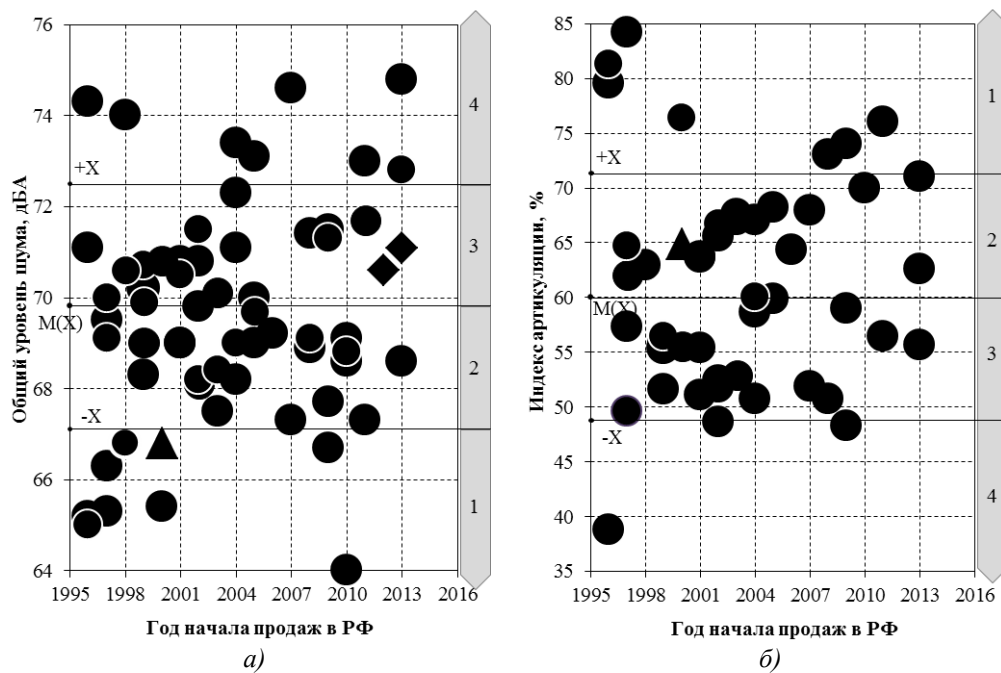 Общий уровень шума, дБА
76
74
72
70
68
66
64
+X
M(X)
-X
4
3
2
1
1995 1998 2001 2004 2007 2010 2013 2016
Год начала продаж в РФ
а)
Индекс артикуляции, %
85
80
75
70
65
60
55
50
45
40
35
+X
M(X)
-X
1
2
3
4
1995 1998 2001 2004 2007 2010 2013 2016
Год начала продаж в РФ
б)